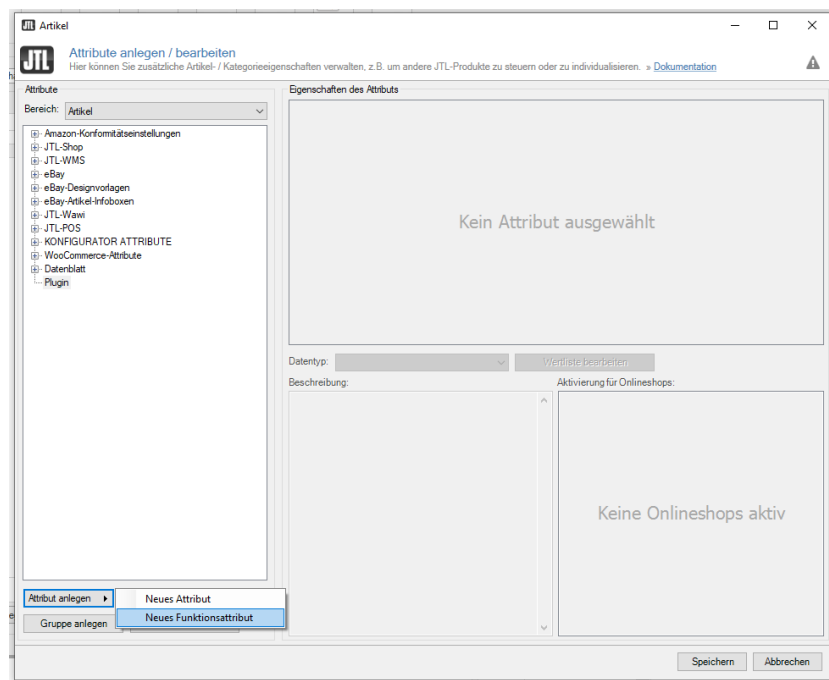 JTL Artikel
JTL
Attribute anlegen / bearbeiten
Hier können Sie zusätzliche Artikel- / Kategorieeigenschaften verwalten, z.B. um andere JTL-Produkte zu steuern oder zu individualisieren. » Dokumentation
Attribute
Bereich: Artikel
Amazon-Konformitätseinstellungen
JTL-Shop
JTL-WMS
eBay
eBay-Designvorlagen
eBay-Artikel-Infoboxen
JTL-Wawi
JTL-POS
KONFIGURATOR ATTRIBUTE
WooCommerce-Attribute
Datenblatt
Plugin
Attribut anlegen
Neues Attribut
Neues Funktionsattribut
Gruppe anlegen
Eigenschaften des Attributs
Kein Attribut ausgewählt
Datentyp:
Wertliste bearbeiten
Beschreibung:
Aktivierung für Onlineshops:
Keine Onlineshops aktiv
Speichern
Abbrechen